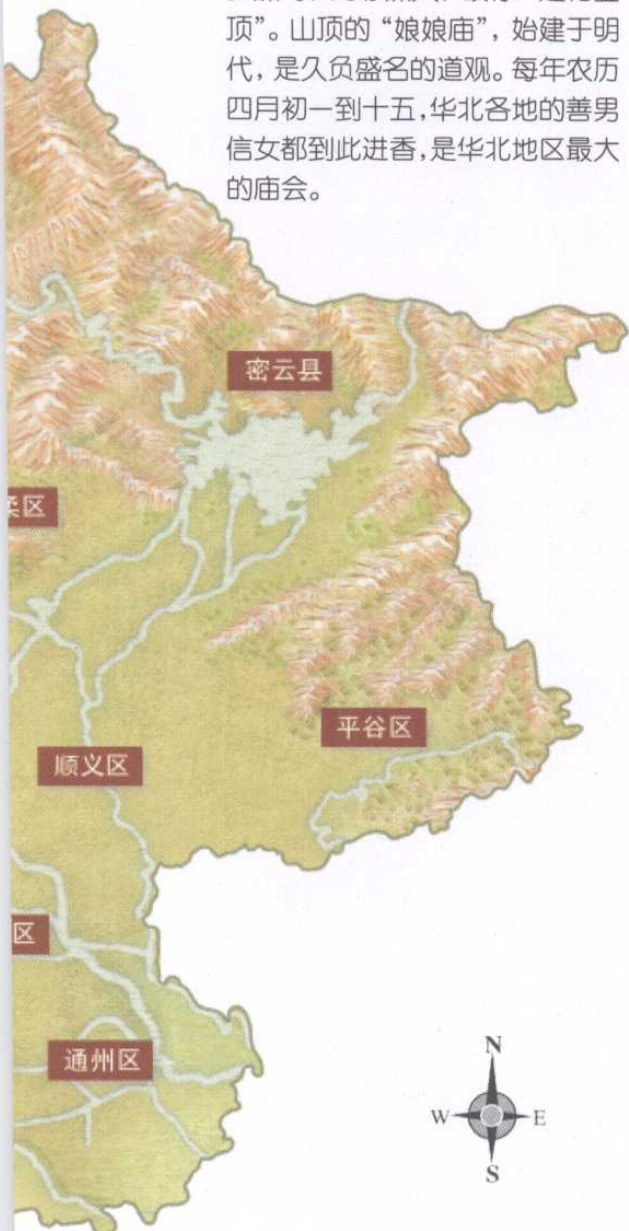 顶”。山顶的“娘娘庙”，始建于明
代，是久负盛名的道观。每年农历
四月初一到十五，华北各地的善男
信女都到此进香，是华北地区最大
的庙会。
密云县
柔区
平谷区
顺义区
区
通州区
N
W
E
S